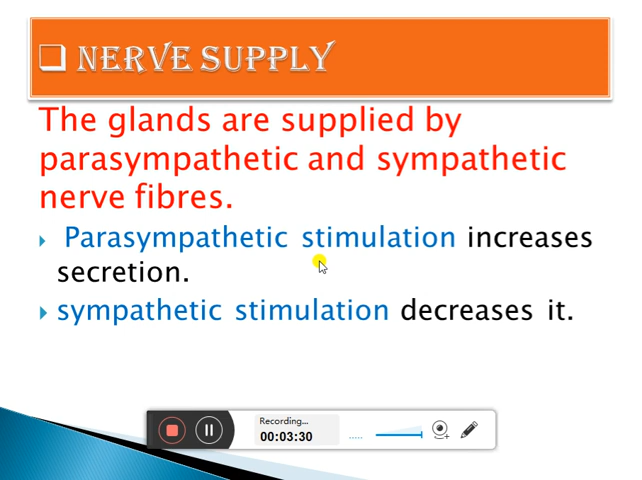 ❑ NERVE SUPPLY
The glands are supplied by
parasympathetic and sympathetic
nerve fibres.
Parasympathetic stimulation increases
secretion.
sympathetic stimulation decreases it.
Recording...
00:03:30